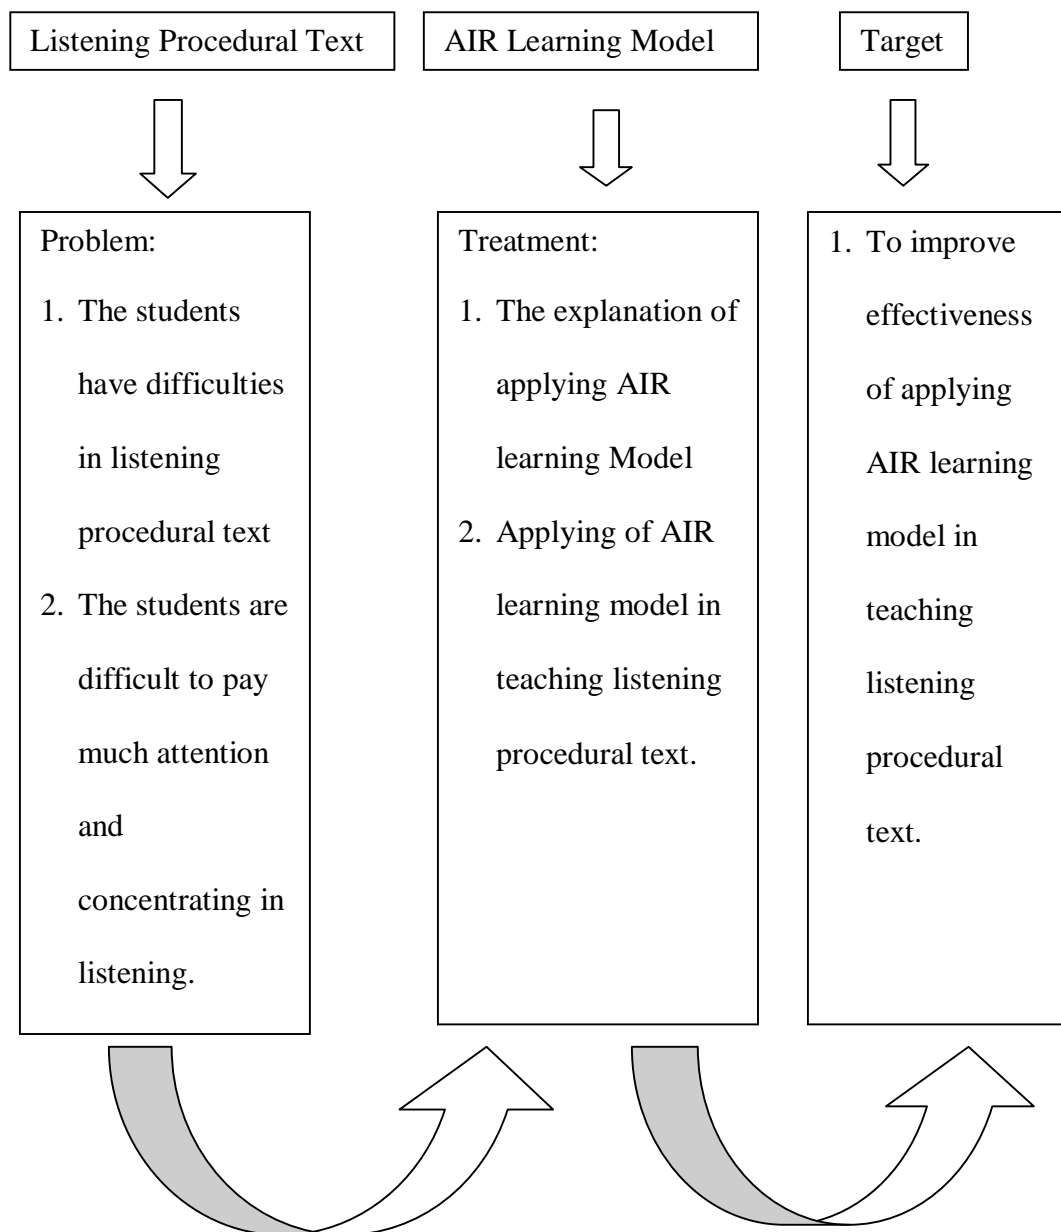 Listening Procedural Text
AIR Learning Model
Target
Problem:
1. The students
have difficulties
in listening
procedural text
2. The students are
difficult to pay
much attention
and
concentrating in
listening.
Treatment:
1. The explanation of
applying AIR
learning Model
2. Applying of AIR
learning model in
teaching listening
procedural text.
1. To improve
effectiveness
of applying
AIR learning
model in
teaching
listening
procedural
text.